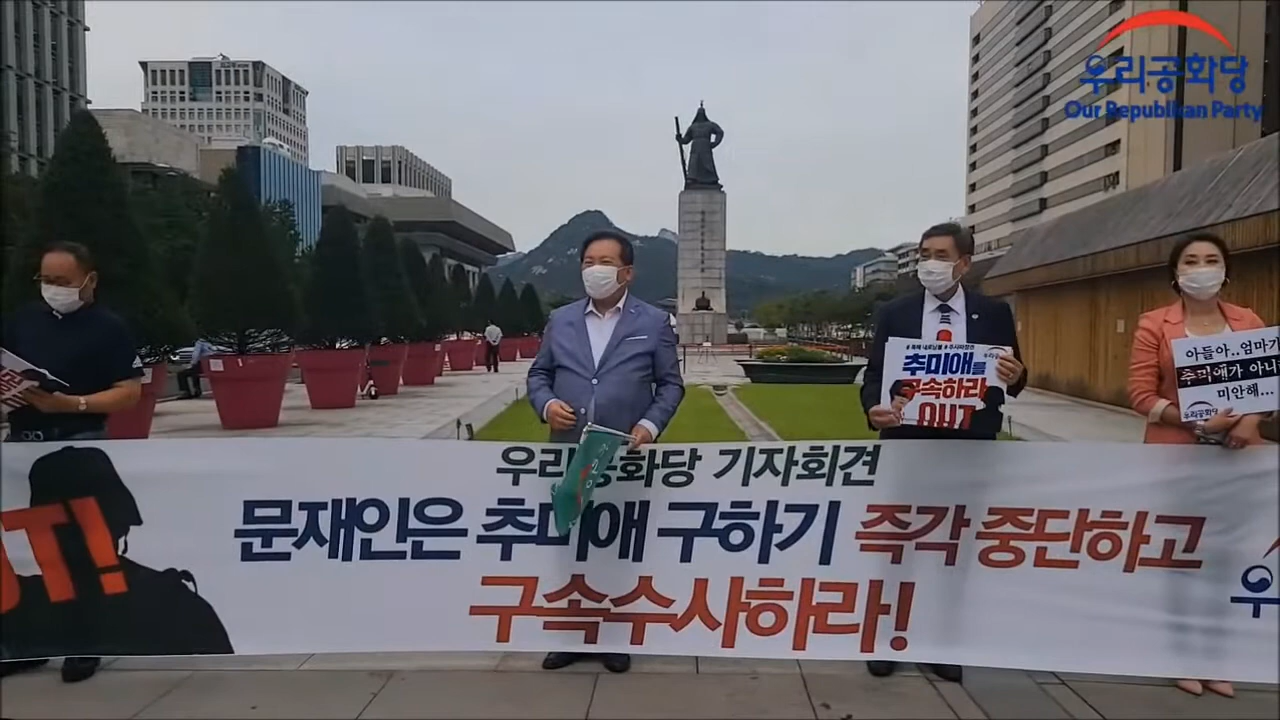 우리공화당
Our Republikan Party
추미애를
구속하라
OUT
아들아..엄마가
추미애가 아니
미안해...
우리공화당 기자회견
문재인은 추미애 구하기 즉각 중단하고
구속수사하라!
T!
우